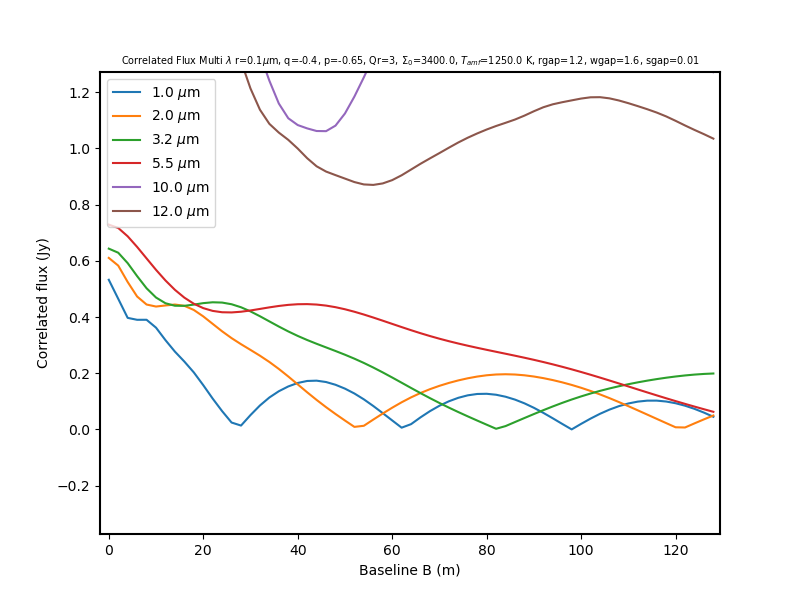 Correlated Flux Multi λ r=0.1μm, q=-0.4, p=-0.65, Qr=3, Σ₀=3400.0, Tₐₘₗ=1250.0 K, rgap=1.2, wgap=1.6, sgap=0.01
1.0 μm
2.0 μm
3.2 μm
5.5 μm
10.0 μm
12.0 μm
1.2
1.0
0.8
0.6
0.4
0.2
0.0
−0.2
Correlated flux (Jy)
0 20 40 60 80 100 120
Baseline B (m)